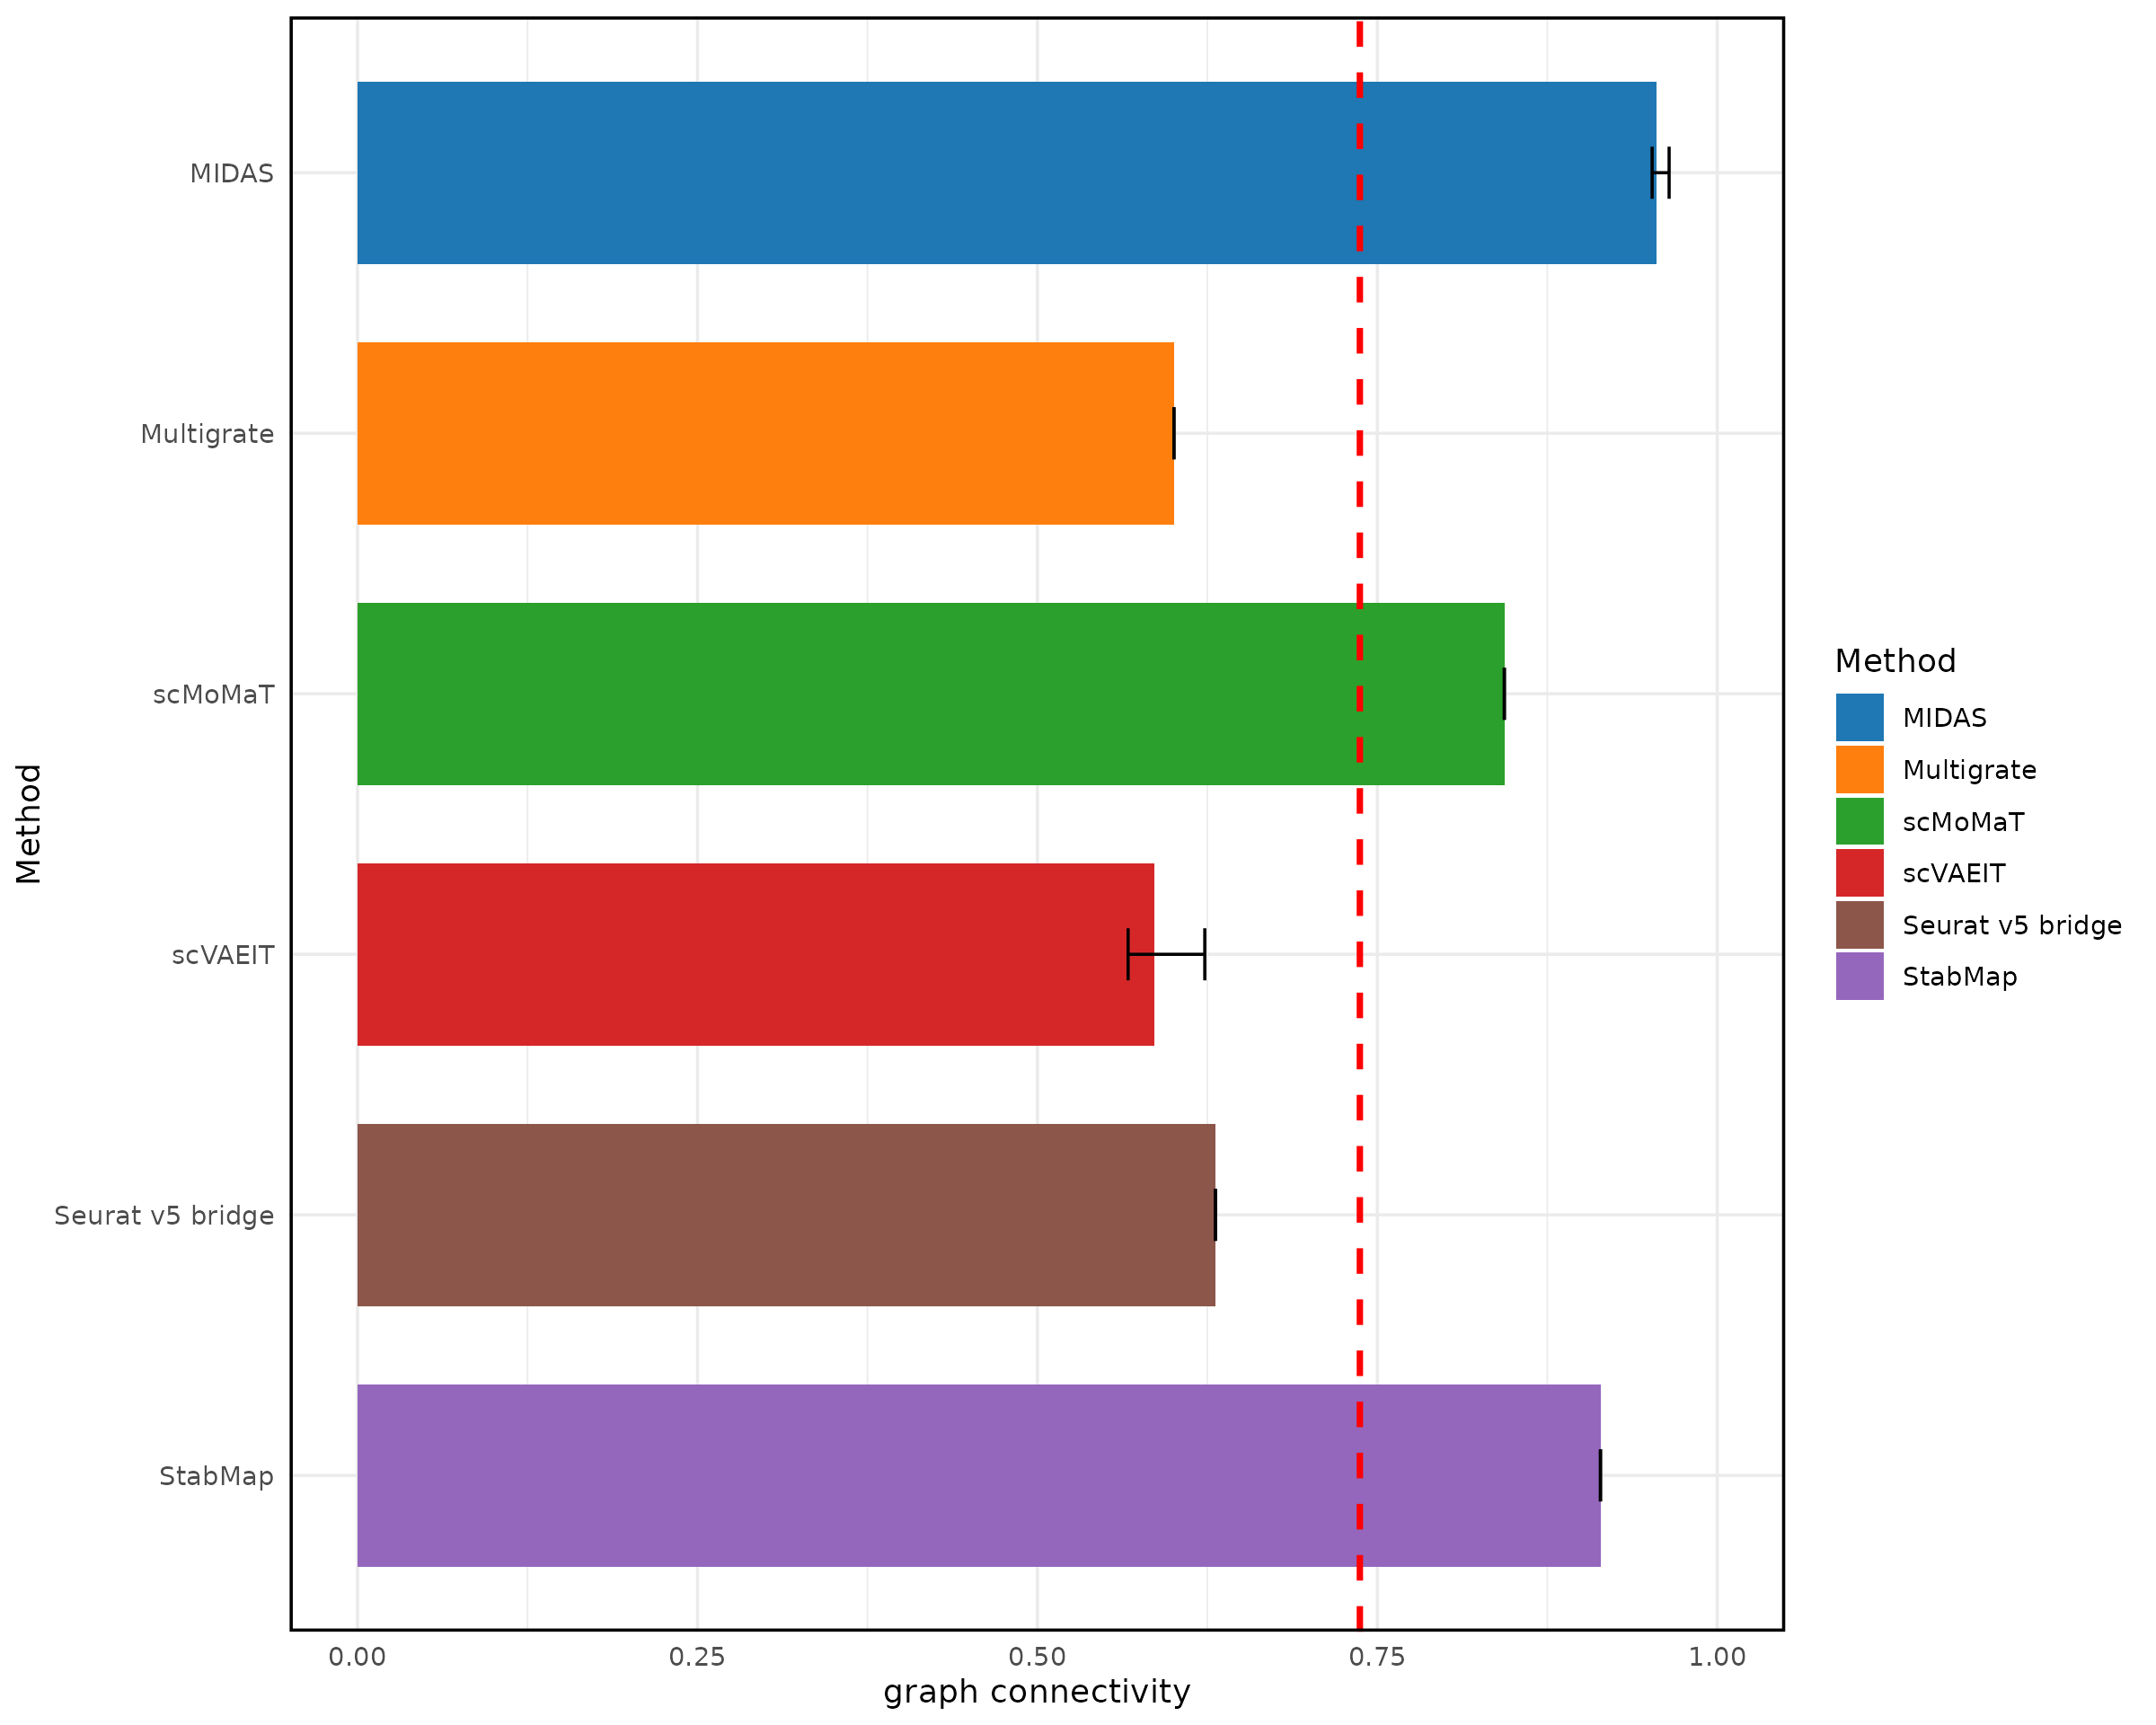 MIDAS
Multigrate
scMoMaT
scVAEIT
Seurat v5 bridge
StabMap
Method
0.00 0.25 0.50 0.75 1.00
graph connectivity
Method
MIDAS
Multigrate
scMoMaT
scVAEIT
Seurat v5 bridge
StabMap